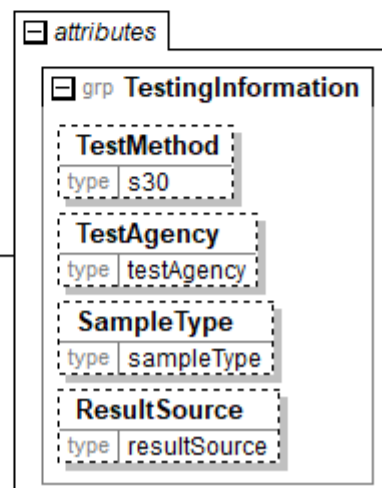 attributes
grp TestingInformation
TestMethod
type s30
TestAgency
type testAgency
SampleType
type sampleType
ResultSource
type resultSource